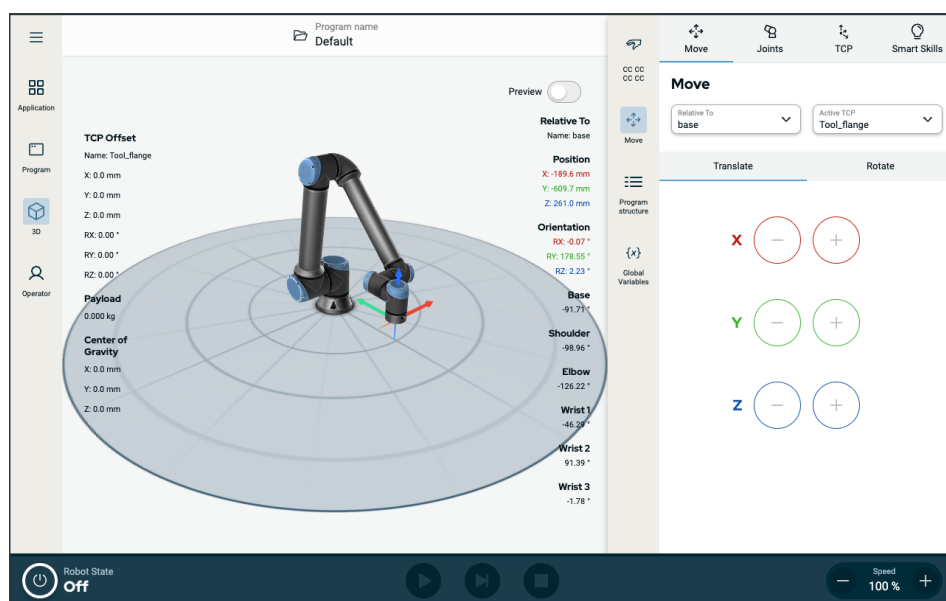 Program name
Default
Application
Program
3D
Operator
Preview
TCP Offset
Name: Tool_flange
X: 0.0 mm
Y: 0.0 mm
Z: 0.0 mm
RX: 0.00 °
RY: 0.00 °
RZ: 0.00 °
Payload
0.000 kg
Center of
Gravity
X: 0.0 mm
Y: 0.0 mm
Z: 0.0 mm
Relative To
Name: base
Position
X: -189.6 mm
Y: -609.7 mm
Z: 261.0 mm
Orientation
RX: -0.07 °
RY: 178.55 °
RZ: 2.23 °
Base
-91.71 °
Shoulder
-98.96 °
Elbow
-126.22 °
Wrist 1
-46.29 °
Wrist 2
91.39 °
Wrist 3
-1.78 °
CC CC
CC CC
Move
Program
structure
{x}
Global
Variables
Move
Joints
TCP
Smart Skills
Move
Relative To
base
Active TCP
Tool_flange
Translate
Rotate
X
Y
Z
Robot State
Off
Speed
100 %